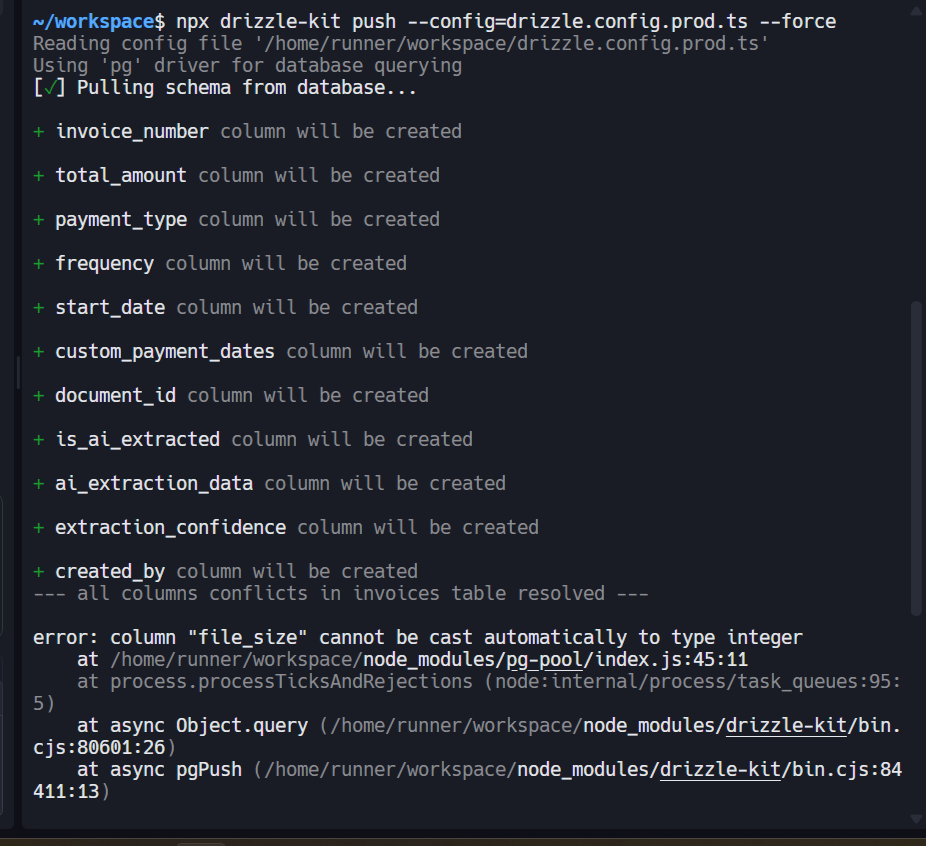 ~/workspace$ npx drizzle-kit push --config=drizzle.config.prod.ts --force
Reading config file '/home/runner/workspace/drizzle.config.prod.ts'
Using 'pg' driver for database querying
[✓] Pulling schema from database...
+ invoice_number column will be created
+ total_amount column will be created
+ payment_type column will be created
+ frequency column will be created
+ start_date column will be created
+ custom_payment_dates column will be created
+ document_id column will be created
+ is_ai_extracted column will be created
+ ai_extraction_data column will be created
+ extraction_confidence column will be created
+ created_by column will be created
--- all columns conflicts in invoices table resolved ---
error: column "file_size" cannot be cast automatically to type integer
at /home/runner/workspace/node_modules/pg-pool/index.js:45:11
at process.processTicksAndRejections (node:internal/process/task_queues:95:
5)
at async Object.query (/home/runner/workspace/node_modules/drizzle-kit/bin.
cjs:80601:26)
at async pgPush (/home/runner/workspace/node_modules/drizzle-kit/bin.cjs:84
411:13)